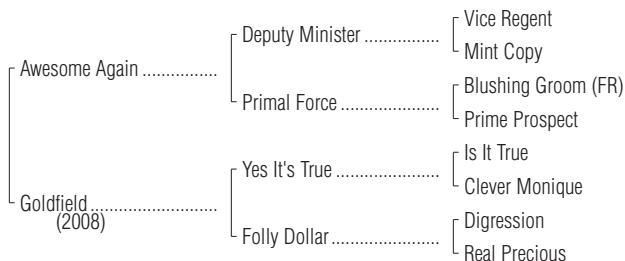 Vice Regent
Deputy Minister ..................
Mint Copy
Awesome Again ................
Blushing Groom (FR)
Primal Force .......................
Prime Prospect
Is It True
Yes It's True ........................
Clever Monique
Goldfield ..........................
(2008)
Digression
Folly Dollar .........................
Real Precious